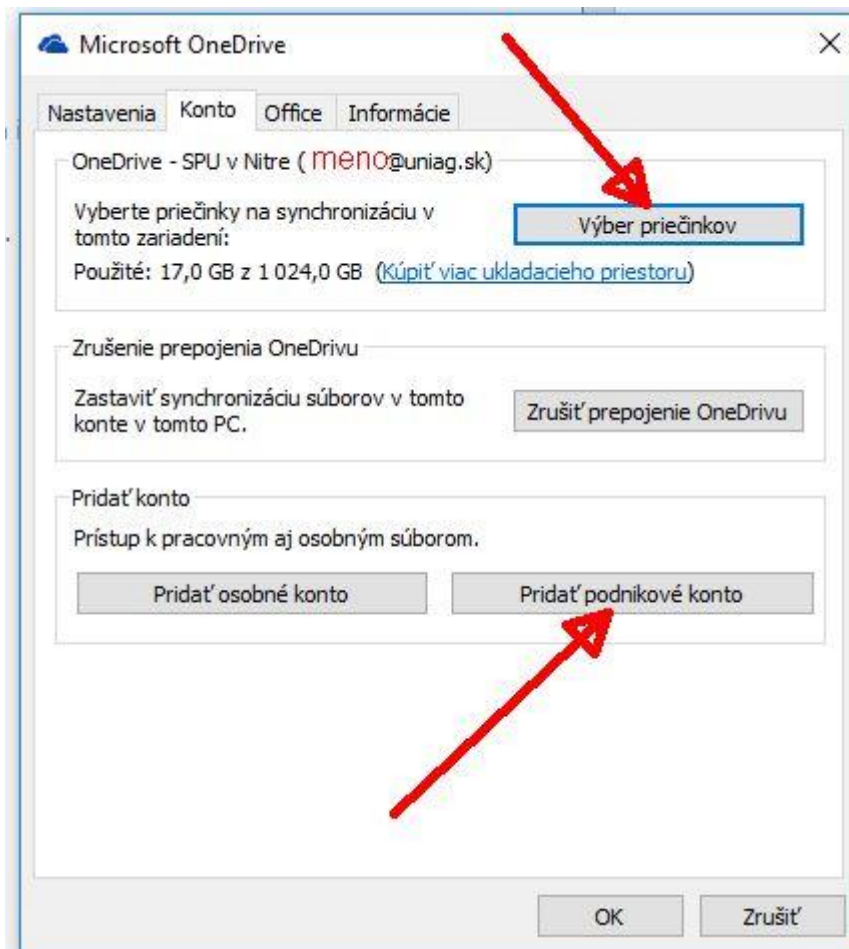 Microsoft OneDrive
Nastavenia Konto Office Informácie
OneDrive - SPU v Nitre ( meno@uniag.sk)
Vyberte priečinky na synchronizáciu v
tomto zariadení:
Výber priečinkov
Použité: 17,0 GB z 1 024,0 GB (Kúpiť viac ukladacieho priestoru)
Zrušenie prepojenia OneDrivu
Zastaviť synchronizáciu súborov v tomto
konte v tomto PC.
Zrušiť prepojenie OneDrivu
Pridať konto
Prístup k pracovným aj osobným súborom.
Pridať osobné konto Pridať podnikové konto
OK Zrušiť